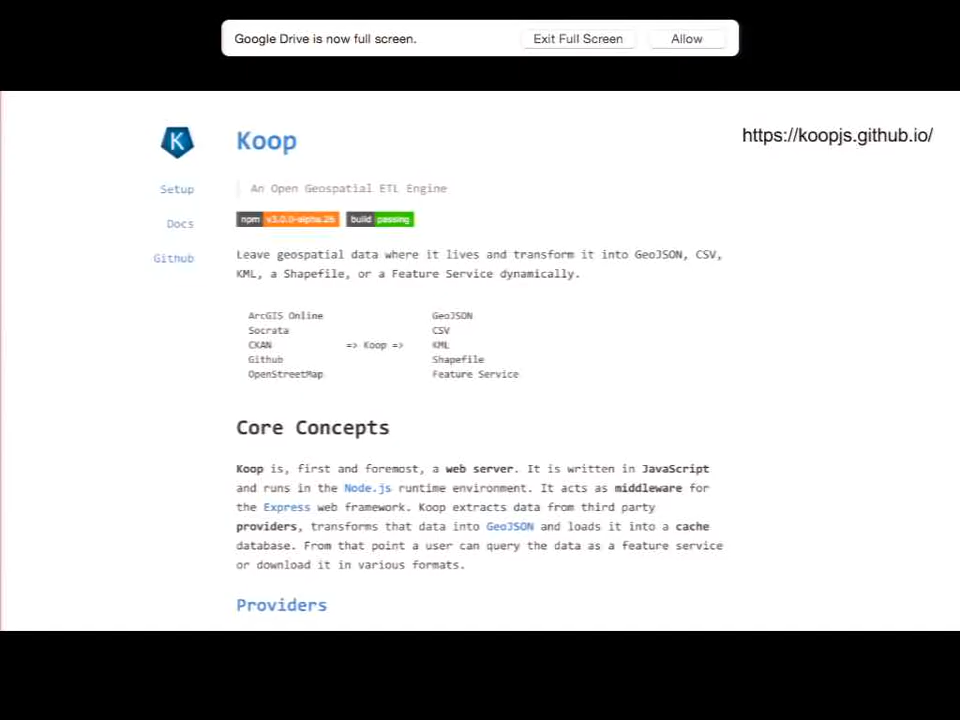 Google Drive is now full screen. Exit Full Screen Allow
K Koop https://koopjs.github.io/
Setup An Open Geospatial ETL Engine
npm v3.0.0-alpha.26 build passing
Docs
Github
Leave geospatial data where it lives and transform it into GeoJSON, CSV,
KML, a Shapefile, or a Feature Service dynamically.
ArcGIS Online GeoJSON
Socrata CSV
CKAN => Koop => KML
Github Shapefile
OpenStreetMap Feature Service
Core Concepts
Koop is, first and foremost, a web server. It is written in JavaScript
and runs in the Node.js runtime environment. It acts as middleware for
the Express web framework. Koop extracts data from third party
providers, transforms that data into GeoJSON and loads it into a cache
database. From that point a user can query the data as a feature service
or download it in various formats.
Providers